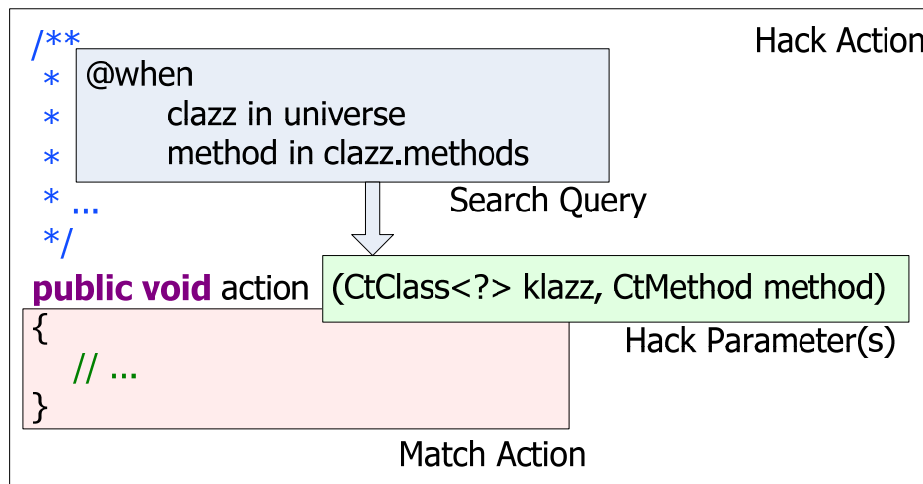 /**
Hack Action
* @when
* clazz in universe
* method in clazz.methods
*
* ...
Search Query
*/
public void action (CtClass<?> klazz, CtMethod method)
{
Hack Parameter(s)
// ...
}
Match Action